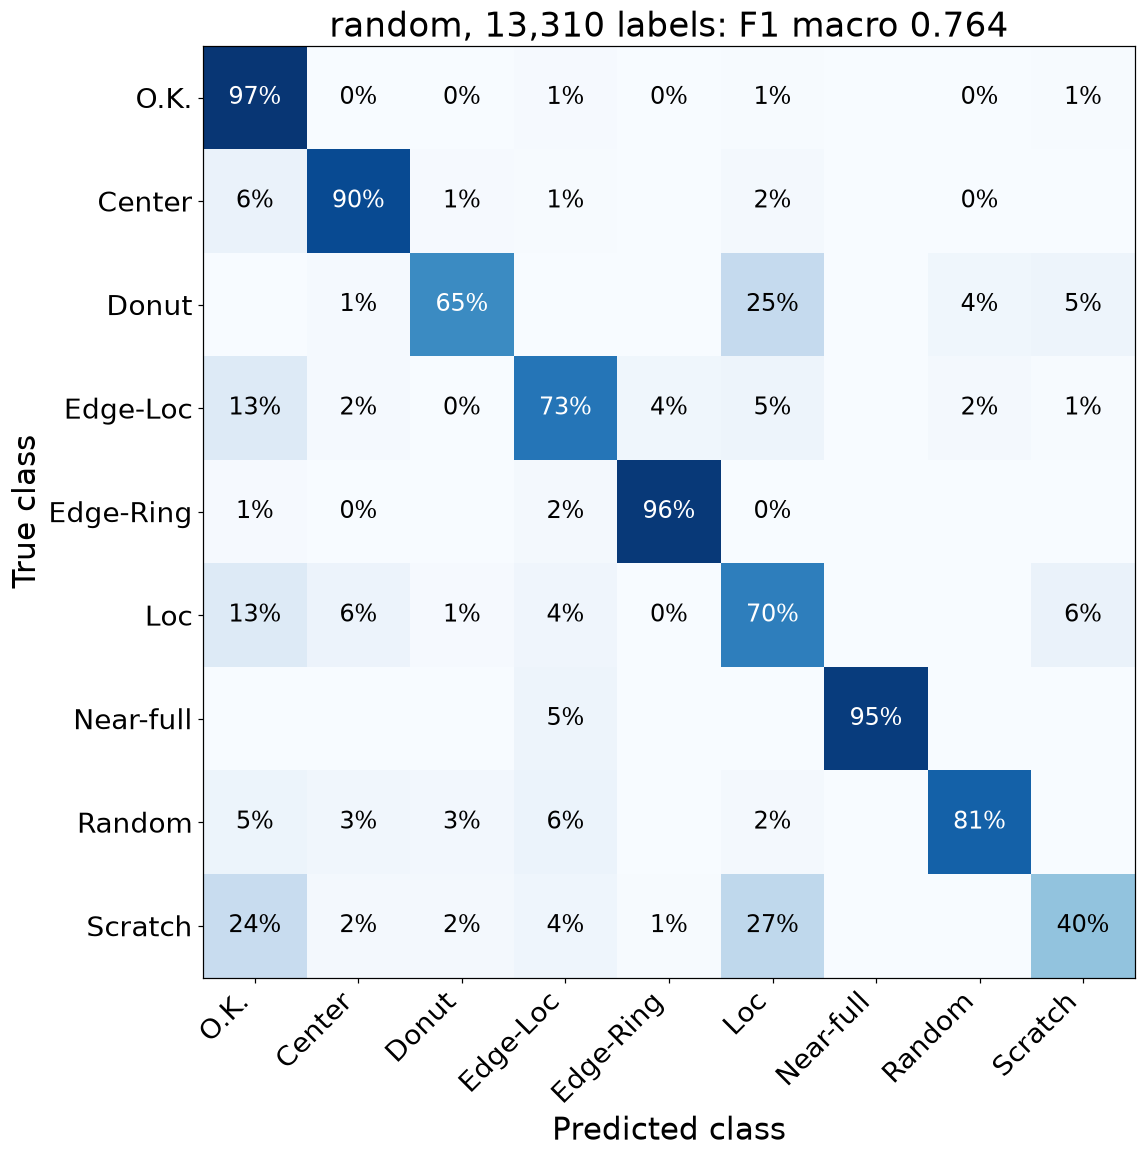 random, 13,310 labels: F1 macro 0.764
O.K. 97% 0% 0% 1% 0% 1% 0% 1%
Center 6% 90% 1% 1% 2% 0%
Donut 1% 65% 25% 4% 5%
Edge-Loc 13% 2% 0% 73% 4% 5% 2% 1%
Edge-Ring 1% 0% 2% 96% 0%
Loc 13% 6% 1% 4% 0% 70% 6%
Near-full 5% 95%
Random 5% 3% 3% 6% 2% 81%
Scratch 24% 2% 2% 4% 1% 27% 40%
True class
O.K. Center Donut Edge-Loc Edge-Ring Loc Near-full Random Scratch
Predicted class